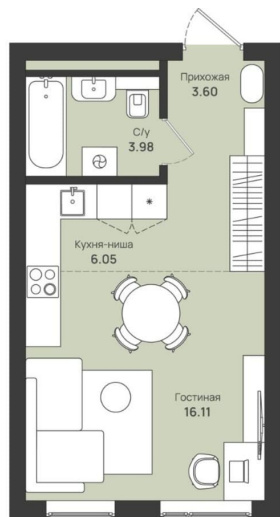 Прихожая
3.60
С/у
3.98
Кухня-ниша
6.05
Гостиная
16.11